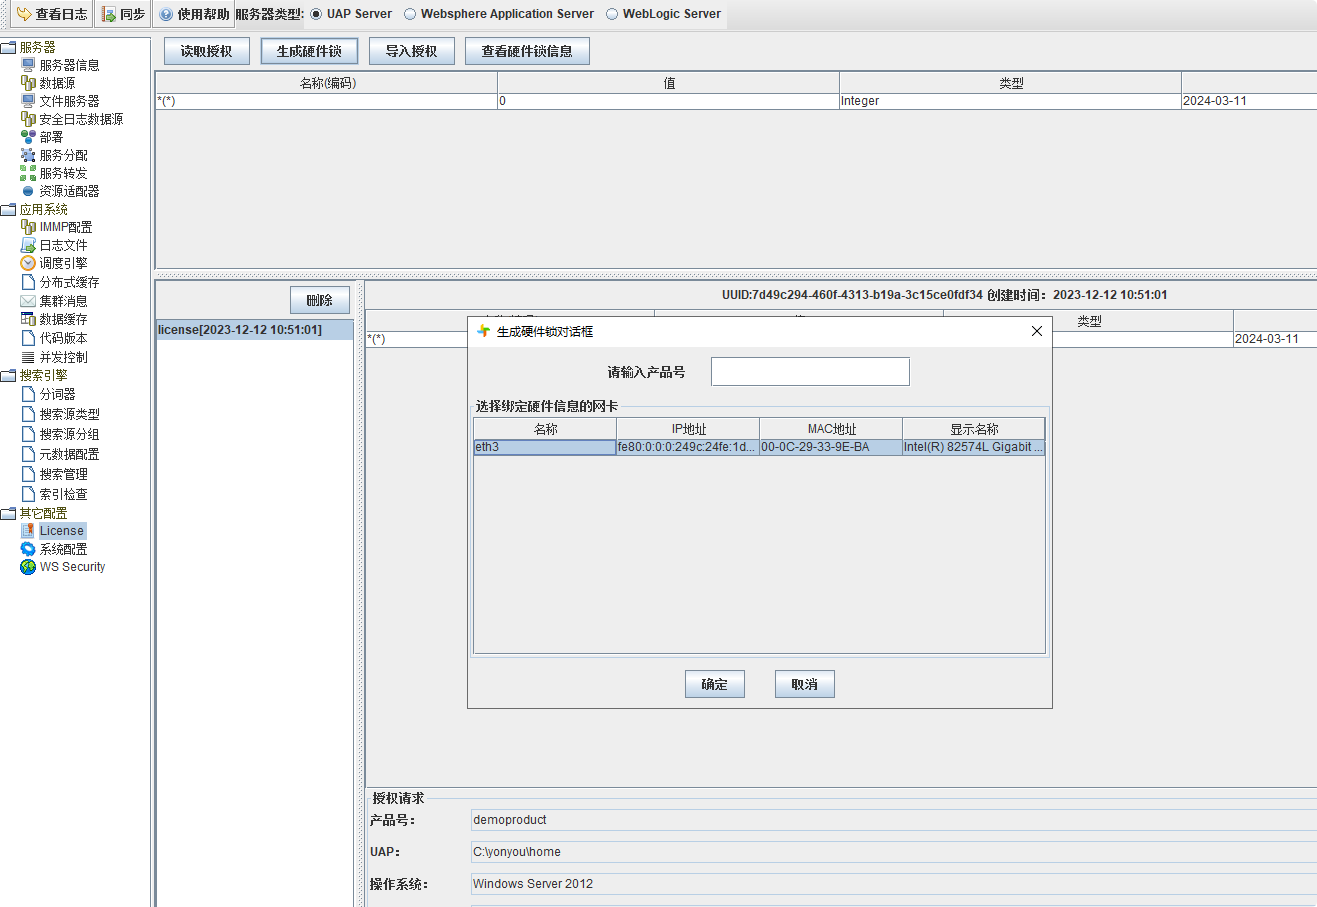 查看日志 同步 使用帮助 服务器类型: UAP Server Websphere Application Server WebLogic Server
服务器
服务器信息
数据源
文件服务器
安全日志数据源
部署
服务分配
服务转发
资源适配器
应用系统
IMMP配置
日志文件
调度引擎
分布式缓存
集群消息
数据缓存
代码版本
并发控制
搜索引擎
分词器
搜索源类型
搜索源分组
元数据配置
搜索管理
索引检查
其它配置
License
系统配置
WS Security
读取授权 生成硬件锁 导入授权 查看硬件锁信息
名称(编码) 值 类型
*(*) 0 Integer 2024-03-11
删除
license[2023-12-12 10:51:01]
UUID:7d49c294-460f-4313-b19a-3c15ce0fdf34 创建时间：2023-12-12 10:51:01
类型
*(*) 2024-03-11
生成硬件锁对话框
请输入产品号
选择绑定硬件信息的网卡
名称 IP地址 MAC地址 显示名称
eth3 fe80:0:0:0:249c:24fe:1d... 00-0C-29-33-9E-BA Intel(R) 82574L Gigabit ...
确定 取消
授权请求
产品号： demoproduct
UAP： C:\yonyou\home
操作系统： Windows Server 2012